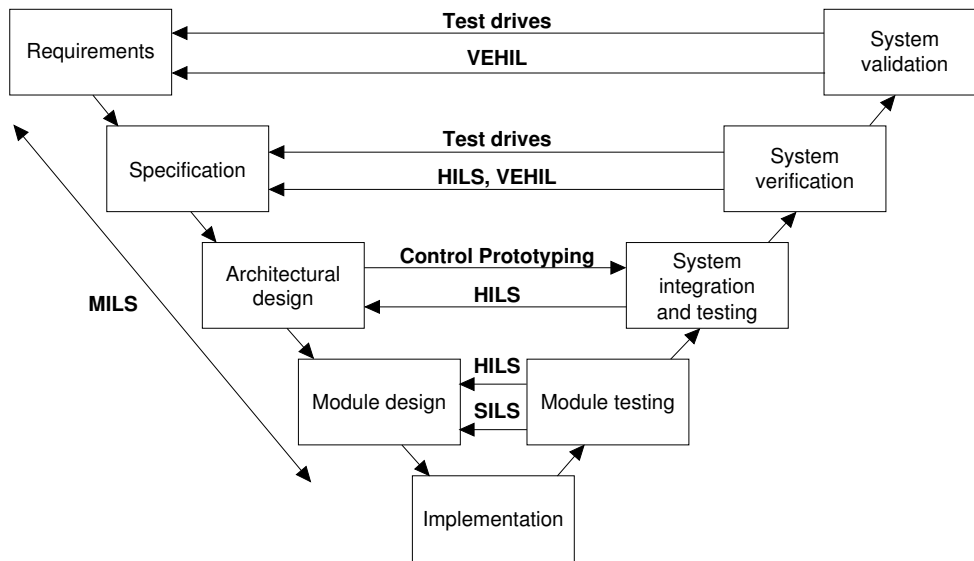 Test drives
Requirements
VEHIL
System
validation
Test drives
Specification
HILS, VEHIL
System
verification
Control Prototyping
Architectural
design
HILS
System
integration
and testing
MILS
HILS
Module design
SILS
Module testing
Implementation